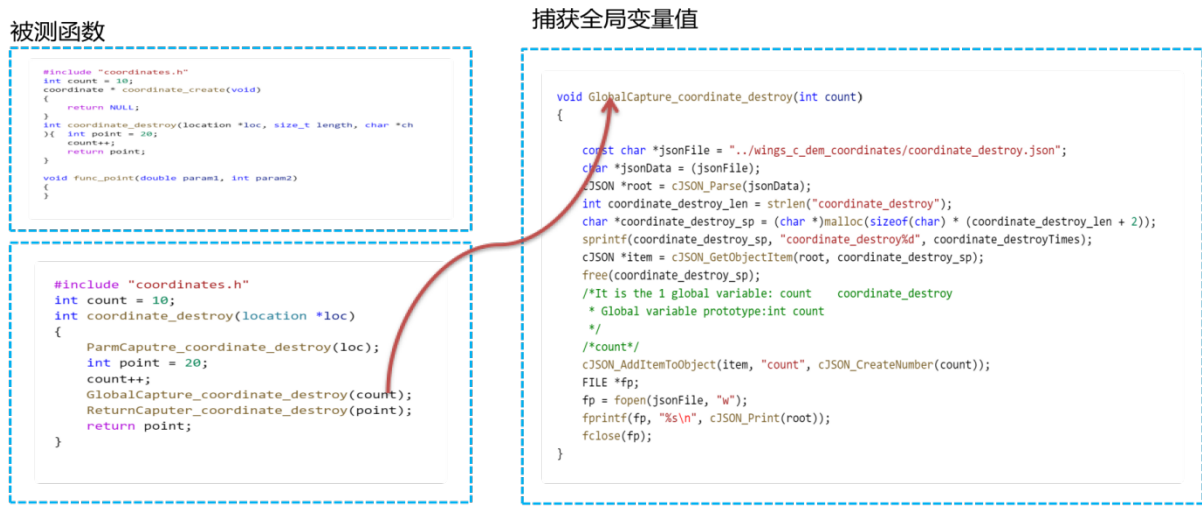 被测函数
#include "coordinates.h"
int count = 10;
coordinate * coordinate_create(void)
{
    return NULL;
}
int coordinate_destroy(location *loc, size_t length, char *ch
){  int point = 20;
    count++;
    return point;
}
void func_point(double param1, int param2)
{
}
#include "coordinates.h"
int count = 10;
int coordinate_destroy(location *loc)
{
    ParmCaputre_coordinate_destroy(loc);
    int point = 20;
    count++;
    GlobalCapture_coordinate_destroy(count);
    ReturnCaputer_coordinate_destroy(point);
    return point;
}
捕获全局变量值
void GlobalCapture_coordinate_destroy(int count)
{
    const char *jsonFile = "../wings_c_dem_coordinates/coordinate_destroy.json";
    char *jsonData = (jsonFile);
    cJSON *root = cJSON_Parse(jsonData);
    int coordinate_destroy_len = strlen("coordinate_destroy");
    char *coordinate_destroy_sp = (char *)malloc(sizeof(char) * (coordinate_destroy_len + 2));
    sprintf(coordinate_destroy_sp, "coordinate_destroy%d", coordinate_destroyTimes);
    cJSON *item = cJSON_GetObjectItem(root, coordinate_destroy_sp);
    free(coordinate_destroy_sp);
    /*It is the 1 global variable: count    coordinate_destroy
     * Global variable prototype:int count
     */
    /*count*/
    cJSON_AddItemToObject(item, "count", cJSON_CreateNumber(count));
    FILE *fp;
    fp = fopen(jsonFile, "w");
    fprintf(fp, "%s\n", cJSON_Print(root));
    fclose(fp);
}